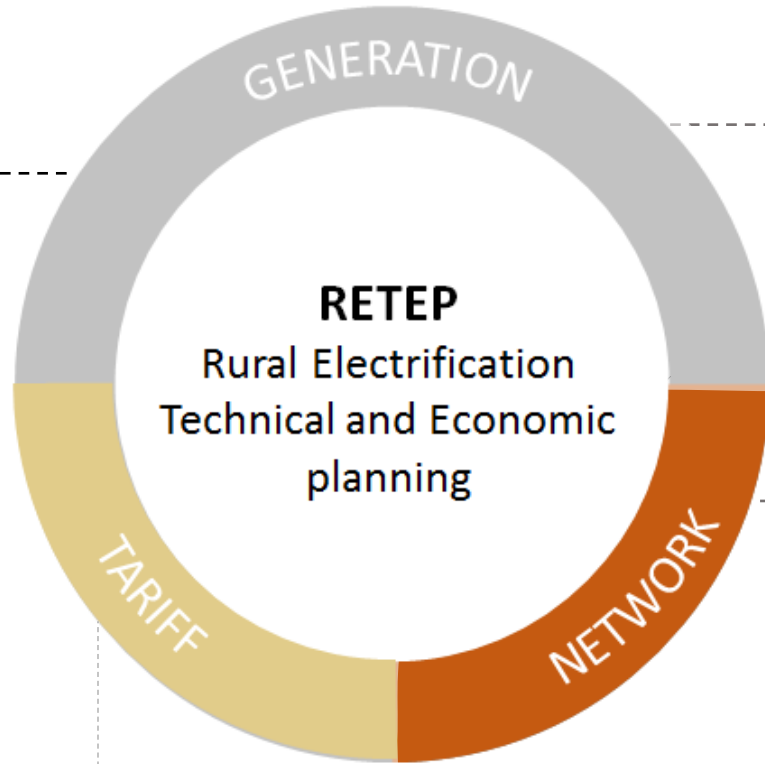 GENERATION
RETEP
Rural Electrification
Technical and Economic
planning
TARIFF
NETWORK